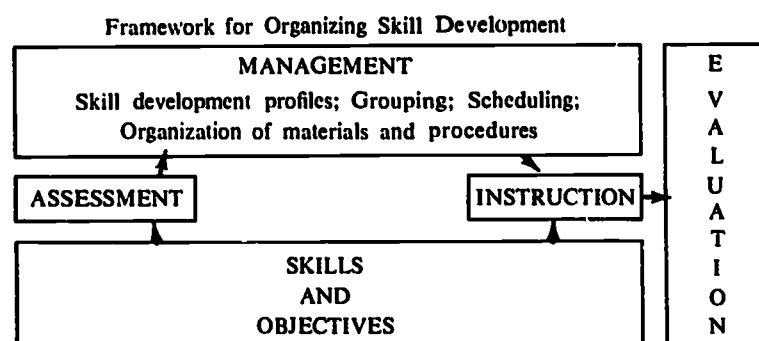 Framework for Organizing Skill Development
MANAGEMENT
Skill development profiles; Grouping; Scheduling;
Organization of materials and procedures
ASSESSMENT
INSTRUCTION
SKILLS
AND
OBJECTIVES
E
V
A
L
U
A
T
I
O
N